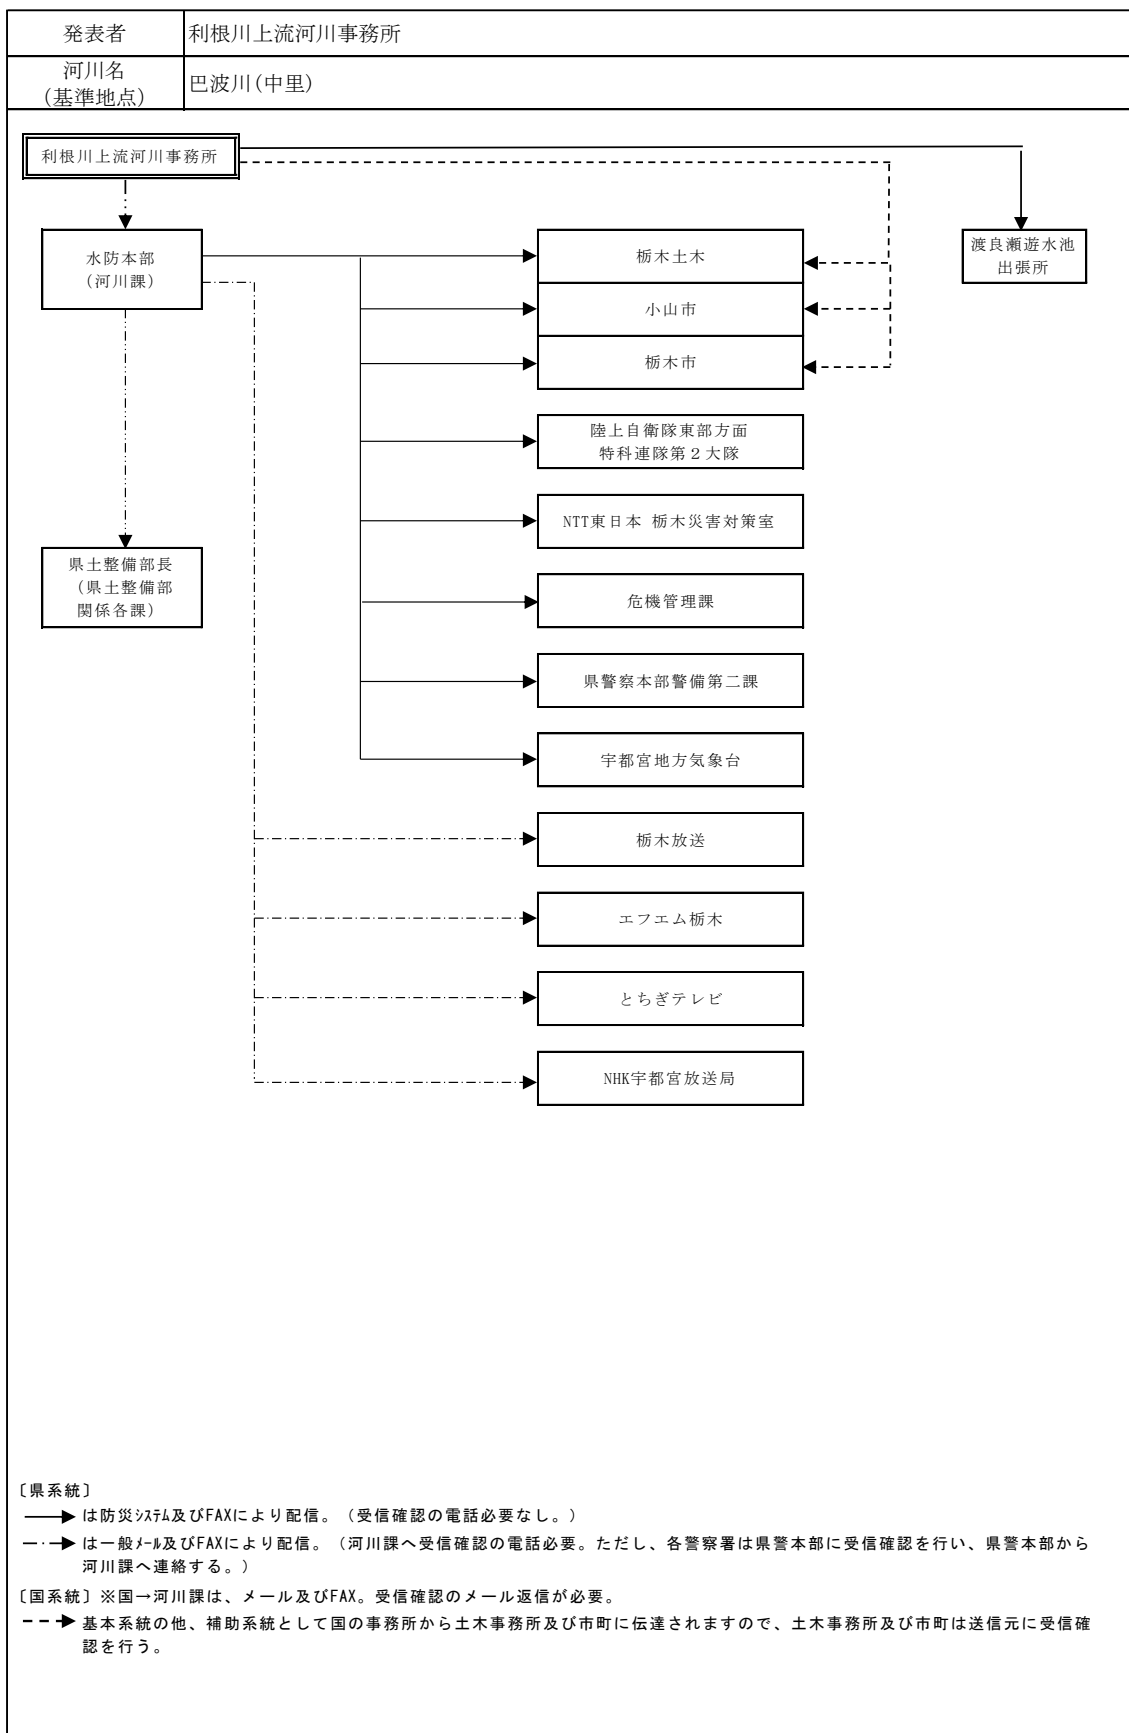 発表者
利根川上流河川事務所
河川名
(基準地点)
巴波川(中里)
利根川上流河川事務所
水防本部
(河川課)
栃木土木
渡良瀬遊水池
出張所
小山市
栃木市
陸上自衛隊東部方面
特科連隊第２大隊
NTT東日本 栃木災害対策室
県土整備部長
(県土整備部
関係各課)
危機管理課
県警察本部警備第二課
宇都宮地方気象台
栃木放送
エフエム栃木
とちぎテレビ
NHK宇都宮放送局
〔県系統〕
は防災ｼｽﾃﾑ及びFAXにより配信。（受信確認の電話必要なし。）
は一般ﾒｰﾙ及びFAXにより配信。（河川課へ受信確認の電話必要。ただし、各警察署は県警本部に受信確認を行い、県警本部から
河川課へ連絡する。）
〔国系統〕※国→河川課は、メール及びFAX。受信確認のメール返信が必要。
基本系統の他、補助系統として国の事務所から土木事務所及び市町に伝達されますので、土木事務所及び市町は送信元に受信確
認を行う。